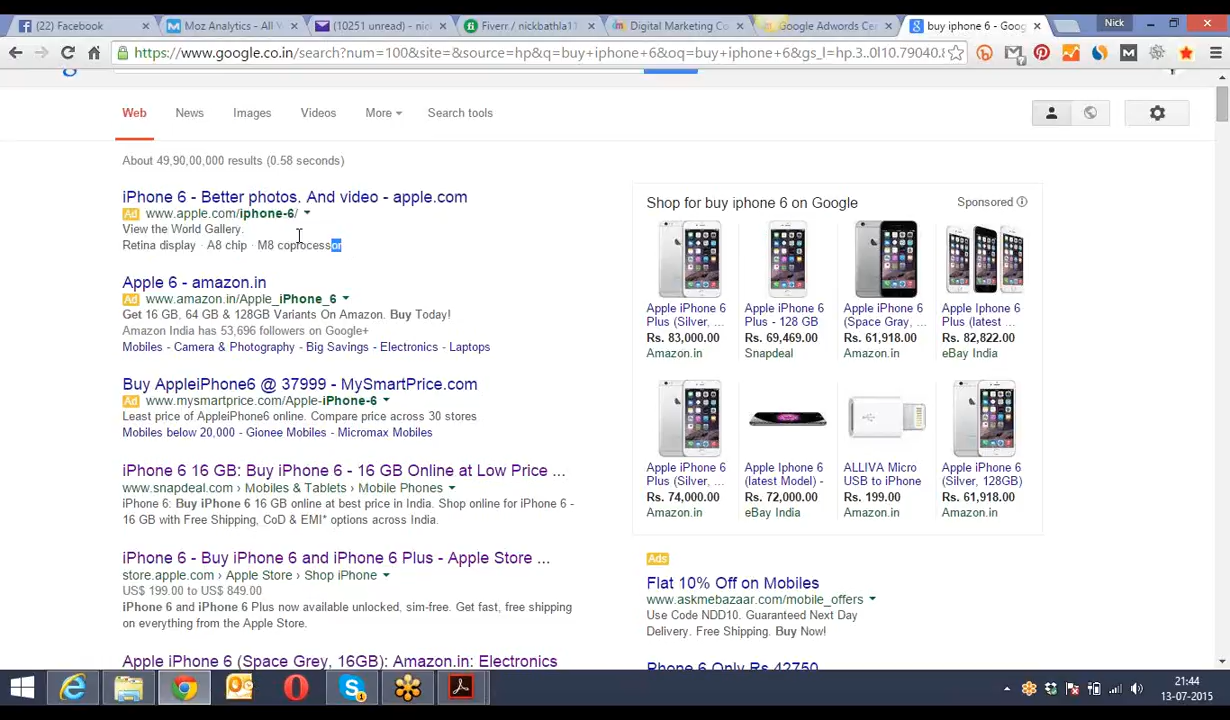 (22) Facebook
Moz Analytics - All
(10251 unread) - nick
Fiverr / nickbathla11
Digital Marketing Co
Google Adwords Cer
buy iphone 6 - Goog
Nick
https://www.google.co.in/search?num=100&site=&source=hp&q=buy+iphone+6&oq=buy+iphone+6&gs_l=hp.3..0l10.79040.8
Web News Images Videos More Search tools
About 49,90,00,000 results (0.58 seconds)
iPhone 6 - Better photos. And video - apple.com
Ad www.apple.com/iphone-6/
View the World Gallery.
Retina display · A8 chip · M8 coprocessor
Apple 6 - amazon.in
Ad www.amazon.in/Apple_iPhone_6
Get 16 GB, 64 GB & 128GB Variants On Amazon. Buy Today!
Amazon India has 53,696 followers on Google+
Mobiles - Camera & Photography - Big Savings - Electronics - Laptops
Buy AppleiPhone6 @ 37999 - MySmartPrice.com
Ad www.mysmartprice.com/Apple-iPhone-6
Least price of AppleiPhone6 online. Compare price across 30 stores
Mobiles below 20,000 - Gionee Mobiles - Micromax Mobiles
iPhone 6 16 GB: Buy iPhone 6 - 16 GB Online at Low Price ...
www.snapdeal.com › Mobiles & Tablets › Mobile Phones
iPhone 6: Buy iPhone 6 16 GB online at best price in India. Shop online for iPhone 6 -
16 GB with Free Shipping, CoD & EMI* options across India.
iPhone 6 - Buy iPhone 6 and iPhone 6 Plus - Apple Store ...
store.apple.com › Apple Store › Shop iPhone
US$ 199.00 to US$ 849.00
iPhone 6 and iPhone 6 Plus now available unlocked, sim-free. Get fast, free shipping
on everything from the Apple Store.
Apple iPhone 6 (Space Grey, 16GB): Amazon.in: Electronics
Shop for buy iphone 6 on Google
Sponsored
Apple iPhone 6
Plus (Silver, ...
Rs. 83,000.00
Amazon.in
Apple iPhone 6
Plus - 128 GB
Rs. 69,469.00
Snapdeal
Apple iPhone 6
(Space Gray, ...
Rs. 61,918.00
Amazon.in
Apple Iphone 6
Plus (latest ...
Rs. 82,822.00
eBay India
Apple iPhone 6
Plus (Silver, ...
Rs. 74,000.00
Amazon.in
Apple Iphone 6
(latest Model) -
Rs. 72,000.00
eBay India
ALLIVA Micro
USB to iPhone
Rs. 199.00
Amazon.in
Apple iPhone 6
(Silver, 128GB)
Rs. 61,918.00
Amazon.in
Ads
Flat 10% Off on Mobiles
www.askmebazaar.com/mobile_offers
Use Code NDD10. Guaranteed Next Day
Delivery. Free Shipping. Buy Now!
Phone 6 Only Rs 42750
21:44
13-07-2015